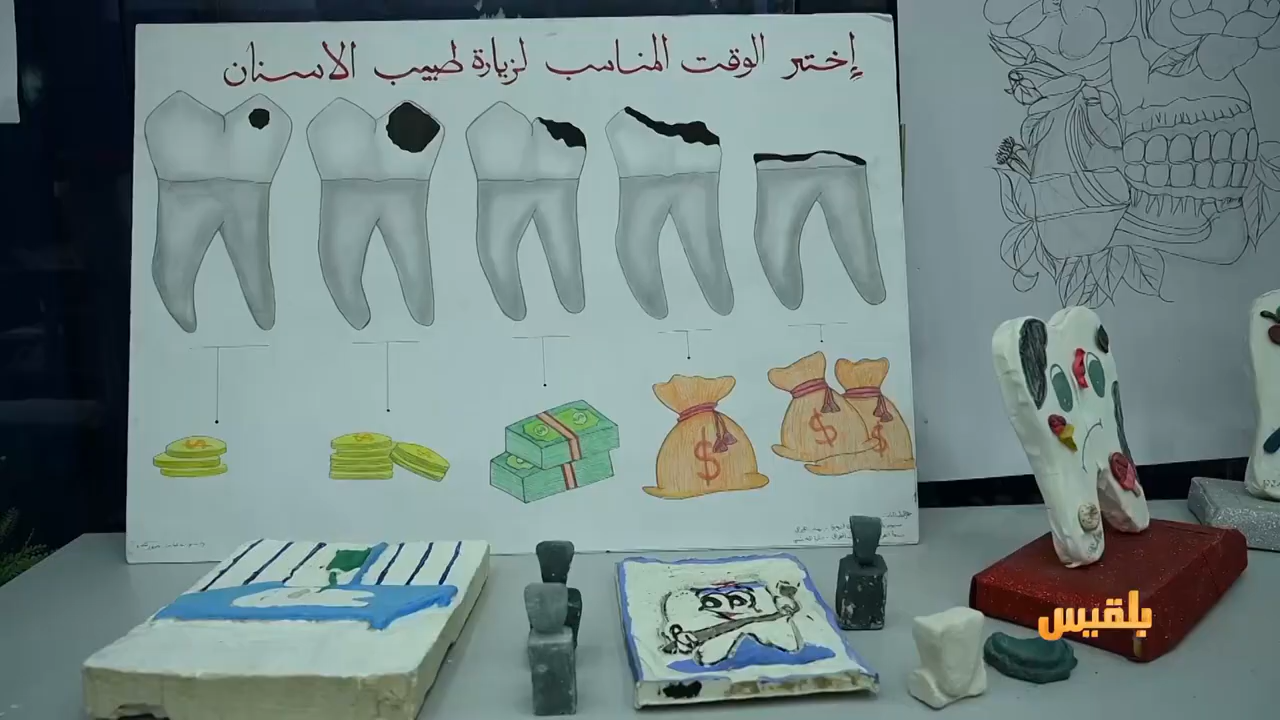 إختر الوقت المناسب لزيارة طبيب الاسنان
بلقيس